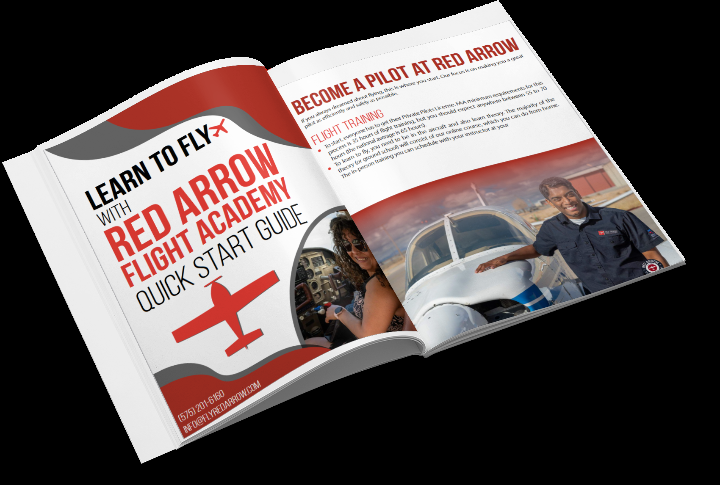 LEARN TO FLY
WITH
RED ARROW
FLIGHT ACADEMY
QUICK START GUIDE
(575) 201-6160
INFO@FLYREDARROW.COM
BECOME A PILOT AT RED ARROW
If you always dreamed about flying, this is where you start. Our focus is on making you a great
pilot as efficiently and safely as possible.
FLIGHT TRAINING
• To start, everyone has to get their Private Pilots License. FAA minimum requirements for this
process is 35 hours of flight training, but you should expect anywhere between 55 to 70
hours (the national average is 65 hours)
• To learn to fly, you need to be in the aircraft and also learn theory. The majority of the
theory (or ground school) will consist of our online course, which you can do from home.
The in-person training you can schedule with your instructor at your